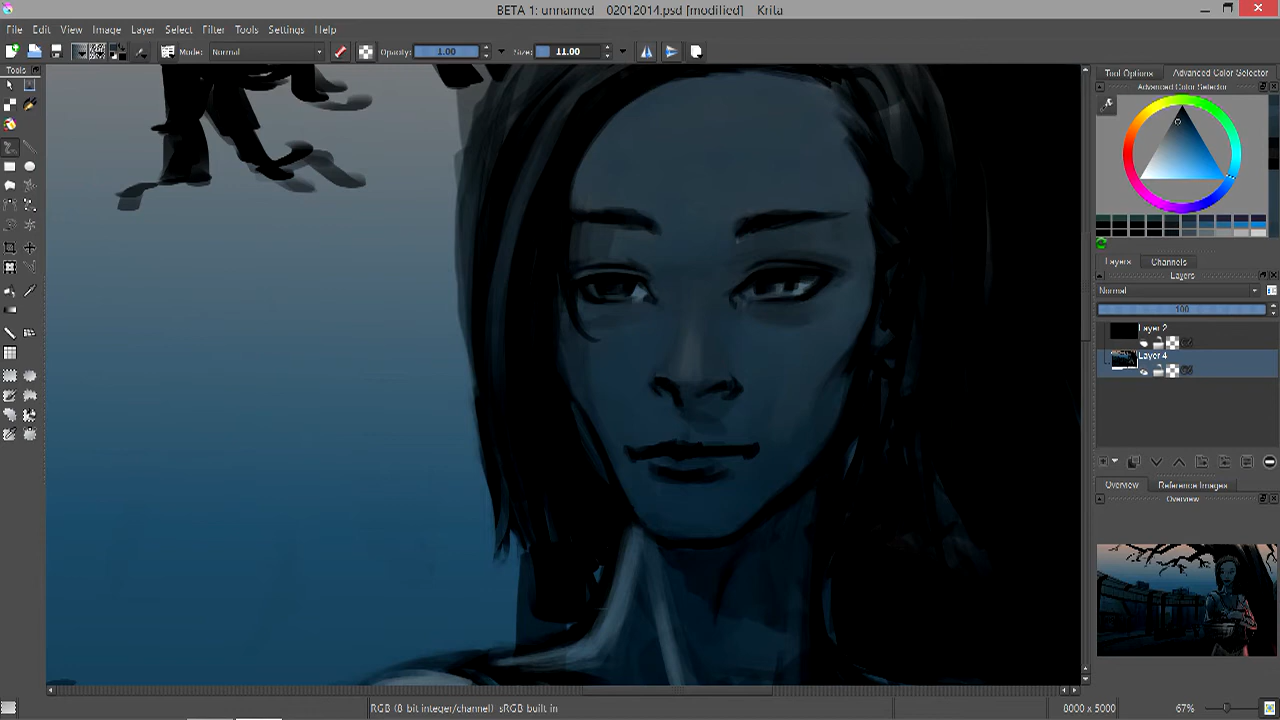 BETA 1: unnamed 02012014.psd [modified] Krita
File Edit View Image Layer Select Filter Tools Settings Help
Mode: Normal Opacity: 1.00 Size: 11.00
Tools
Tool Options Advanced Color Selector
Advanced Color Selector
Layers Channels
Layers
Normal
100
Layer 2
Layer 4
Overview Reference Images
Overview
RGB (8 bit integer/channel) sRGB built in 8000 x 5000 67%